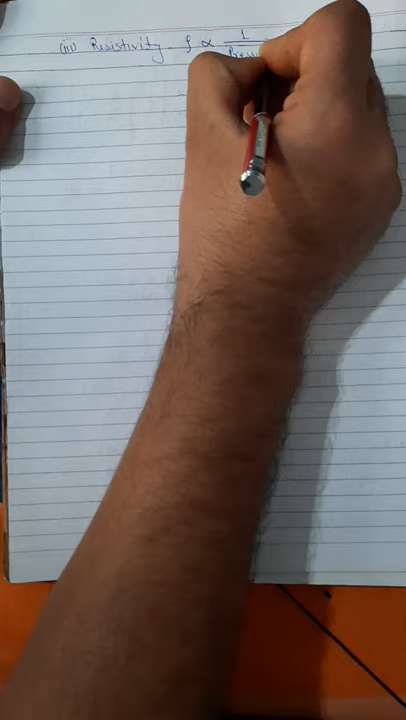 (iii) Resistivity ρ ∝ 1 /